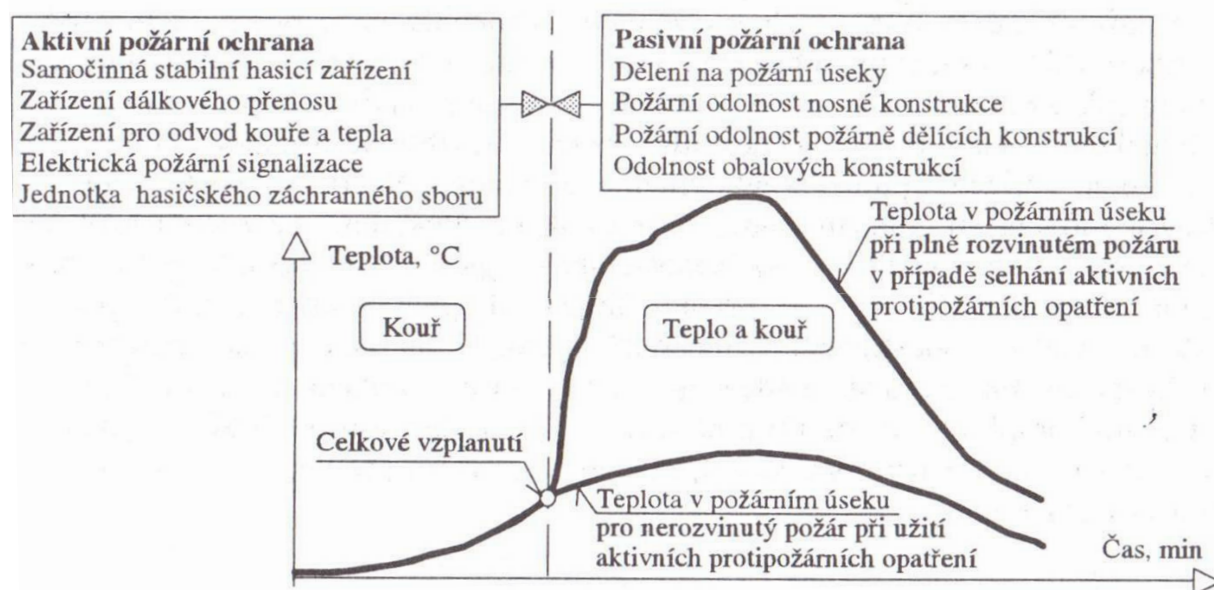 Aktivní požární ochrana
Samočinná stabilní hasicí zařízení
Zařízení dálkového přenosu
Zařízení pro odvod kouře a tepla
Elektrická požární signalizace
Jednotka hasičského záchranného sboru
Pasivní požární ochrana
Dělení na požární úseky
Požární odolnost nosné konstrukce
Požární odolnost požárně dělících konstrukcí
Odolnost obalových konstrukcí
Teplota, °C
Kouř
Teplo a kouř
Teplota v požárním úseku
při plně rozvinutém požáru
v případě selhání aktivních
protipožárních opatření
Celkové vzplanutí
Teplota v požárním úseku
pro nerozvinutý požár při užití
aktivních protipožárních opatření
Čas, min